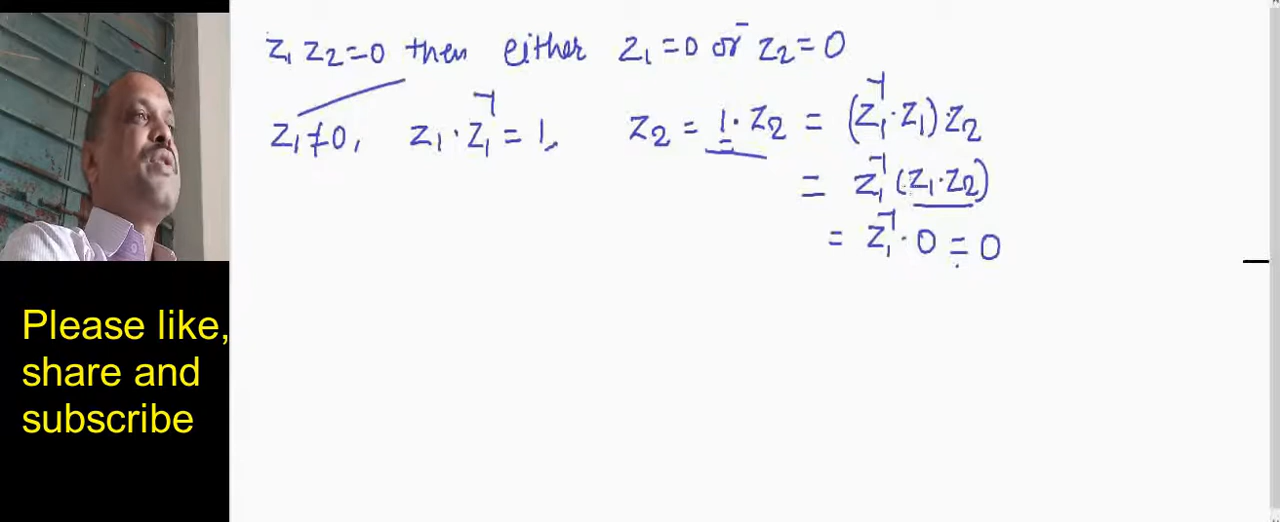 z₁ z₂ = 0 then either z₁ = 0 or z₂ = 0
z₁ ≠ 0, z₁ · z₁⁻¹ = 1, z₂ = 1 · z₂ = (z₁⁻¹ · z₁) z₂
= z₁⁻¹ (z₁ · z₂)
= z₁⁻¹ · 0 = 0
Please like,
share and
subscribe